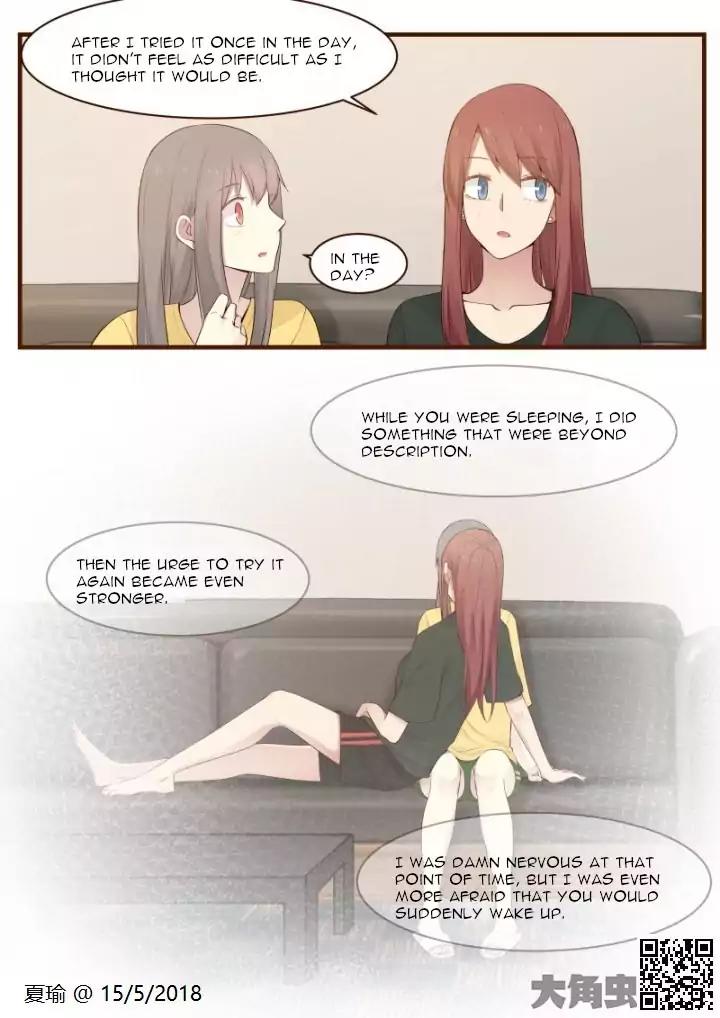 AFTER I TRIED IT ONCE IN THE DAY,
IT DIDN'T FEEL AS DIFFICULT AS I
THOUGHT IT WOULD BE.
IN THE
DAY?
WHILE YOU WERE SLEEPING, I DID
SOMETHING THAT WERE BEYOND
DESCRIPTION.
THEN THE URGE TO TRY IT
AGAIN BECAME EVEN
STRONGER.
I WAS DAMN NERVOUS AT THAT
POINT OF TIME, BUT I WAS EVEN
MORE AFRAID THAT YOU WOULD
SUDDENLY WAKE UP.
夏瑜 @ 15/5/2018
大角虫